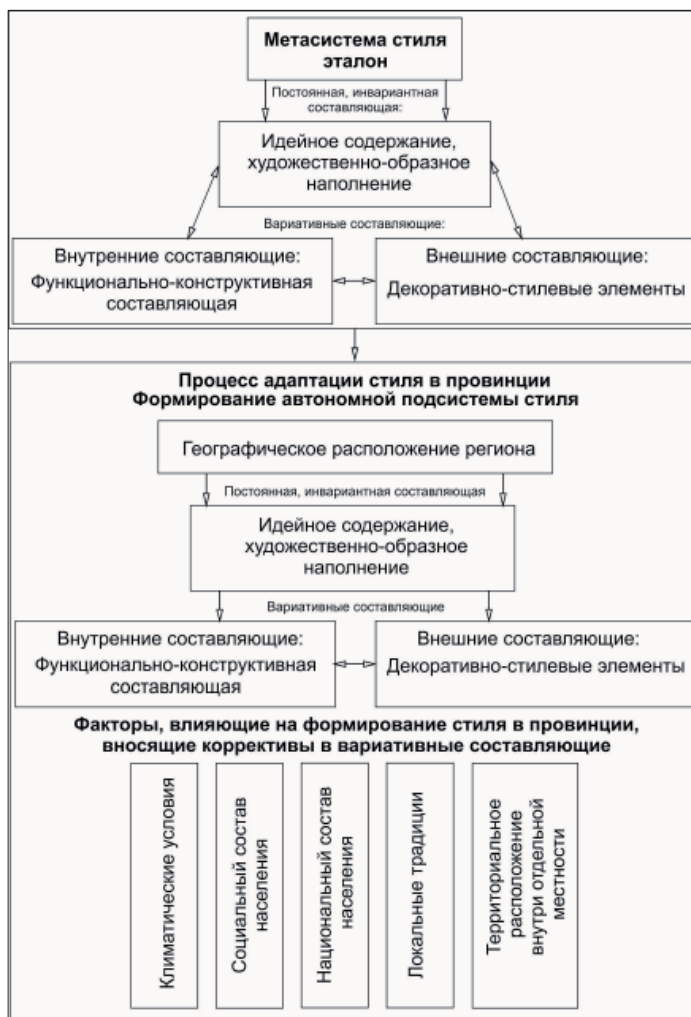 Метасистема стиля
эталон
Постоянная, инвариантная
составляющая:
Идейное содержание,
художественно-образное
наполнение
Вариативные составляющие:
Внутренние составляющие:
Функционально-конструктивная
составляющая
Внешние составляющие:
Декоративно-стилевые элементы
Процесс адаптации стиля в провинции
Формирование автономной подсистемы стиля
Географическое расположение региона
Постоянная, инвариантная составляющая
Идейное содержание,
художественно-образное
наполнение
Вариативные составляющие
Внутренние составляющие:
Функционально-конструктивная
составляющая
Внешние составляющие:
Декоративно-стилевые элементы
Факторы, влияющие на формирование стиля в провинции,
вносящие коррективы в вариативные составляющие
Климатические условия
Социальный состав
населения
Национальный состав
населения
Локальные традиции
Территориальное
расположение
внутри отдельной
местности